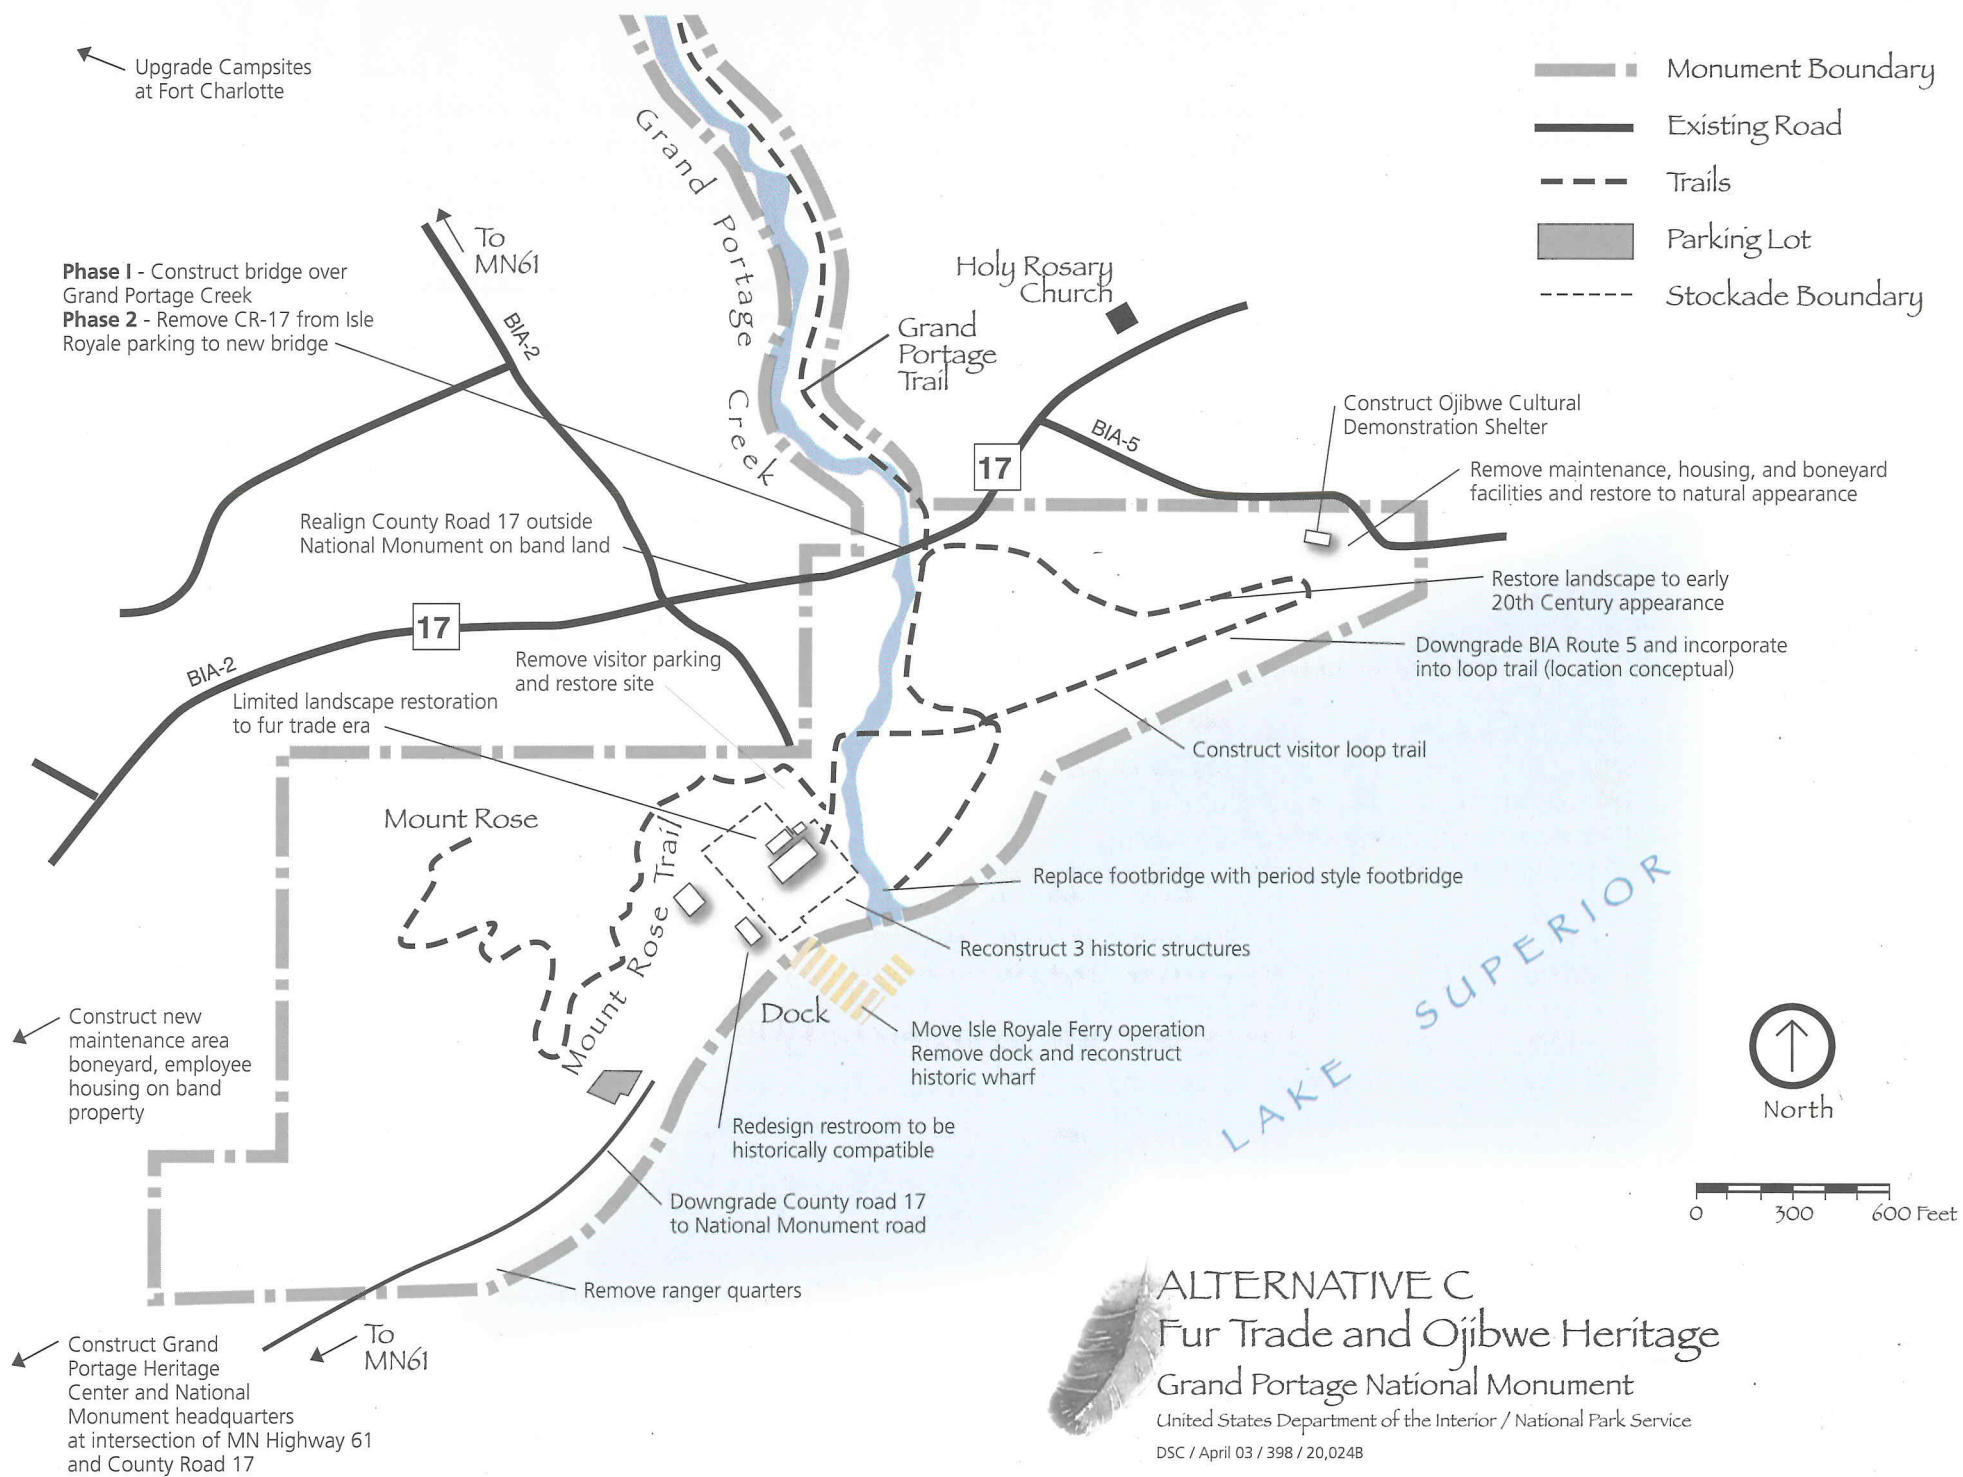 Upgrade Campsites
at Fort Charlotte
Monument Boundary
Existing Road
Trails
Parking Lot
Stockade Boundary
Grand Portage Creek
To
MN61
Phase I - Construct bridge over
Grand Portage Creek
Phase 2 - Remove CR-17 from Isle
Royale parking to new bridge
BIA-2
Holy Rosary
Church
Grand
Portage
Trail
17
BIA-5
Construct Ojibwe Cultural
Demonstration Shelter
Remove maintenance, housing, and boneyard
facilities and restore to natural appearance
Realign County Road 17 outside
National Monument on band land
Restore landscape to early
20th Century appearance
17
Downgrade BIA Route 5 and incorporate
into loop trail (location conceptual)
BIA-2
Remove visitor parking
and restore site
Limited landscape restoration
to fur trade era
Construct visitor loop trail
Mount Rose
Mount Rose Trail
Replace footbridge with period style footbridge
Reconstruct 3 historic structures
LAKE SUPERIOR
Dock
Move Isle Royale Ferry operation
Remove dock and reconstruct
historic wharf
Construct new
maintenance area
boneyard, employee
housing on band
property
North
Redesign restroom to be
historically compatible
Downgrade County road 17
to National Monument road
0 300 600 Feet
Remove ranger quarters
To
MN61
Construct Grand
Portage Heritage
Center and National
Monument headquarters
at intersection of MN Highway 61
and County Road 17
ALTERNATIVE C
Fur Trade and Ojibwe Heritage
Grand Portage National Monument
United States Department of the Interior / National Park Service
DSC / April 03 / 398 / 20,024B